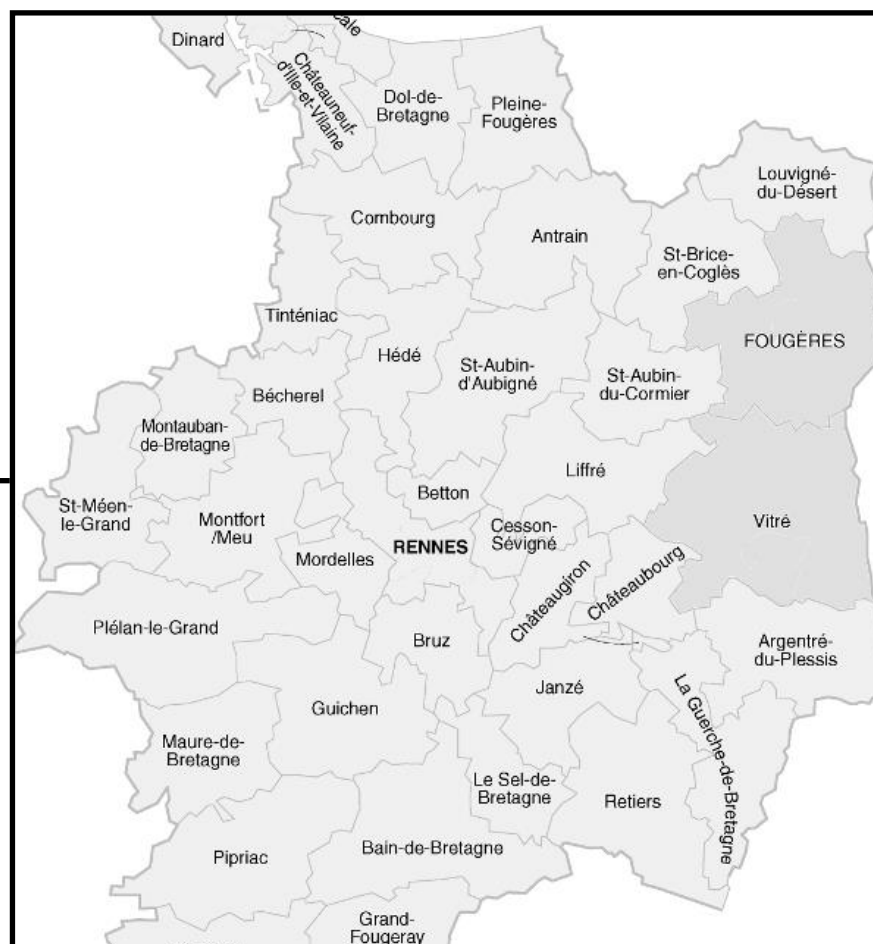 cale
Dinard
Châteauneuf-
d'Ille-et-Vilaine
Dol-de-
Bretagne
Pleine-
Fougères
Louvigné-
du-Désert
Combourg
Antrain
St-Brice-
en-Coglès
Tinténiac
Hédé
FOUGÈRES
St-Aubin-
d'Aubigné
St-Aubin-
du-Cormier
Bécherel
Montauban-
de-Bretagne
Liffré
Betton
St-Méen-
le-Grand
Montfort
/Meu
Cesson-
Sévigné
Vitré
RENNES
Mordelles
Châteaugiron
Châteaubourg
Plélan-le-Grand
Bruz
Argentré-
du-Plessis
Janzé
La Guerche-de-Bretagne
Guichen
Maure-de-
Bretagne
Le Sel-de-
Bretagne
Retiers
Pipriac
Bain-de-Bretagne
Grand-
Fougeray